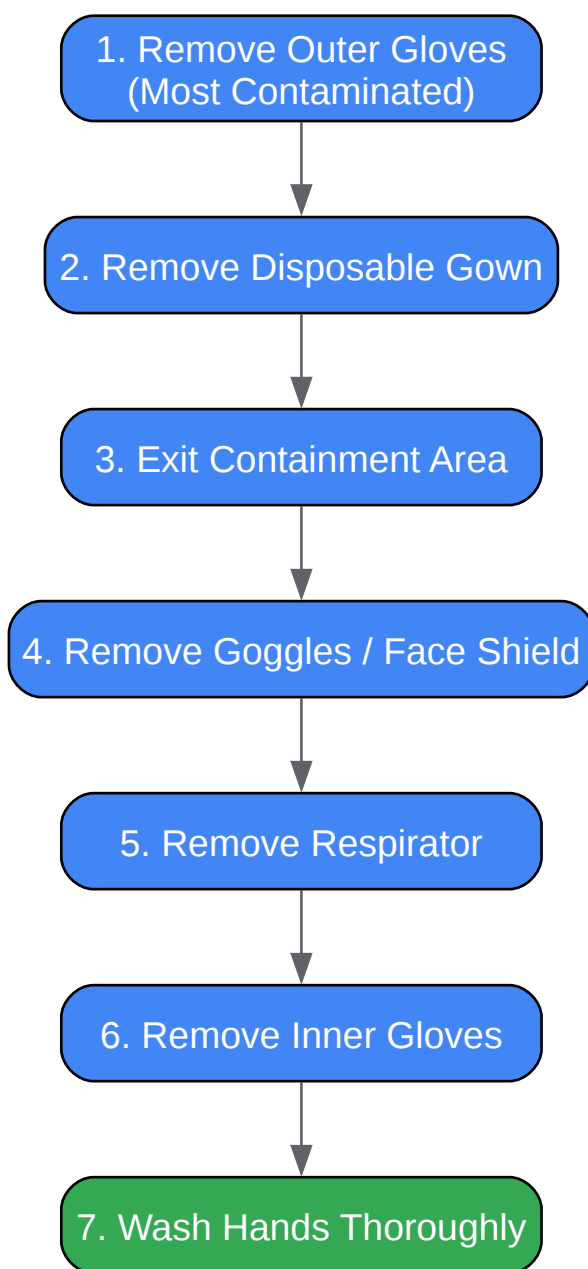 1. Remove Outer Gloves
(Most Contaminated)
2. Remove Disposable Gown
3. Exit Containment Area
4. Remove Goggles / Face Shield
5. Remove Respirator
6. Remove Inner Gloves
7. Wash Hands Thoroughly